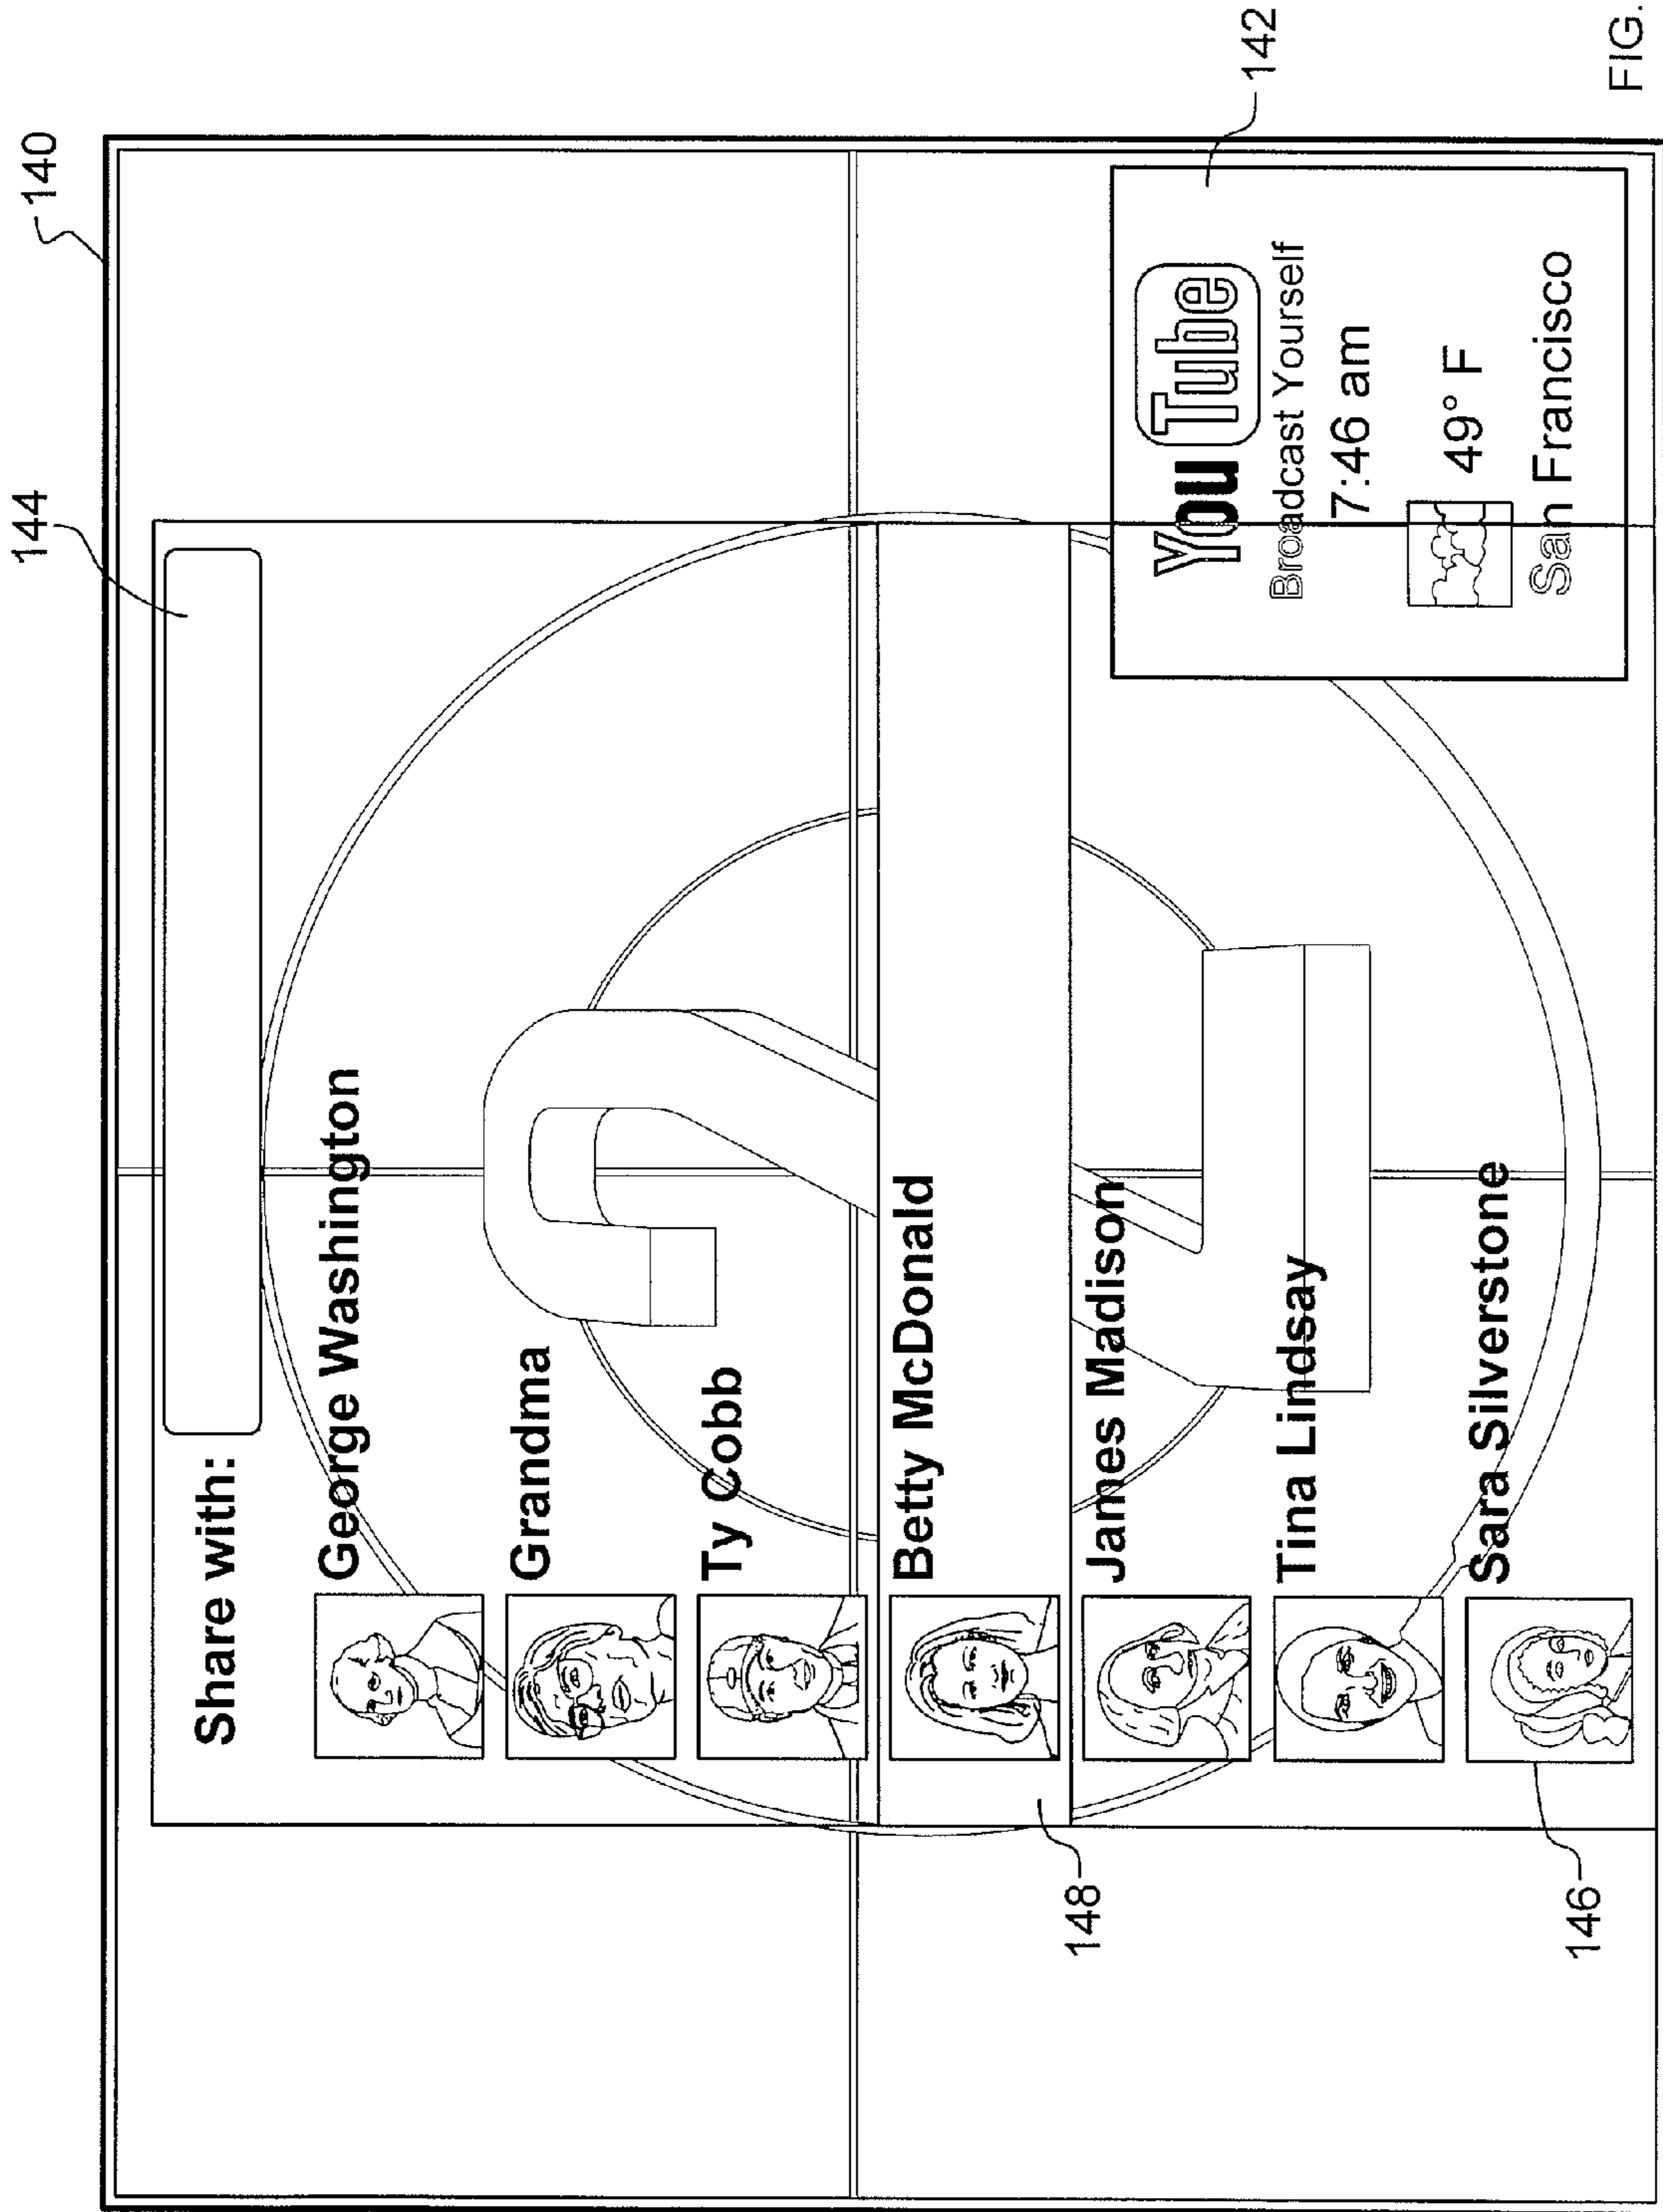 140
144
Share with:
George Washington
Grandma
Ty Cobb
Betty McDonald
James Madison
Tina Lindsay
Sara Silverstone
148
146
YouTube
Broadcast Yourself
7:46 am
49° F
San Francisco
142
FIG.